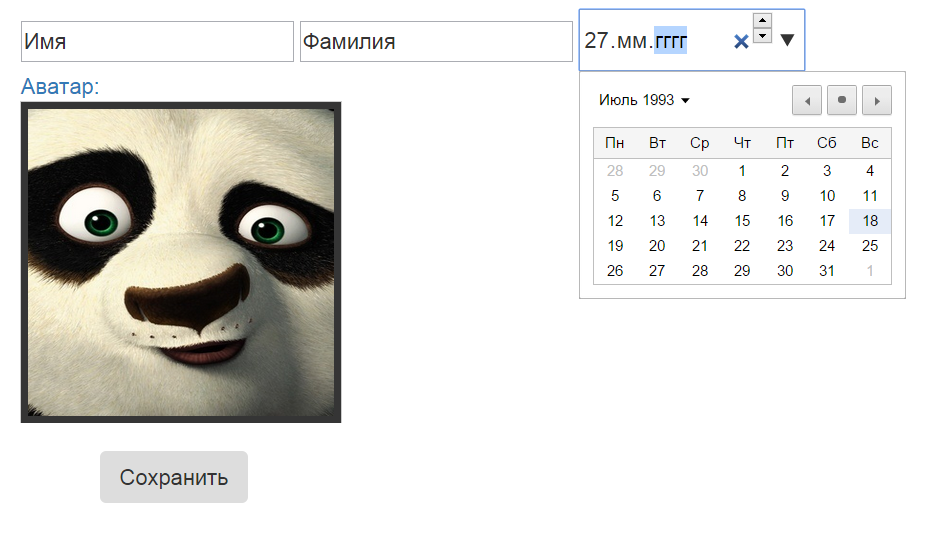 Имя Фамилия 27.мм.гггг
Аватар:
Июль 1993
Пн Вт Ср Чт Пт Сб Вс
28 29 30 1 2 3 4
5 6 7 8 9 10 11
12 13 14 15 16 17 18
19 20 21 22 23 24 25
26 27 28 29 30 31 1
Сохранить